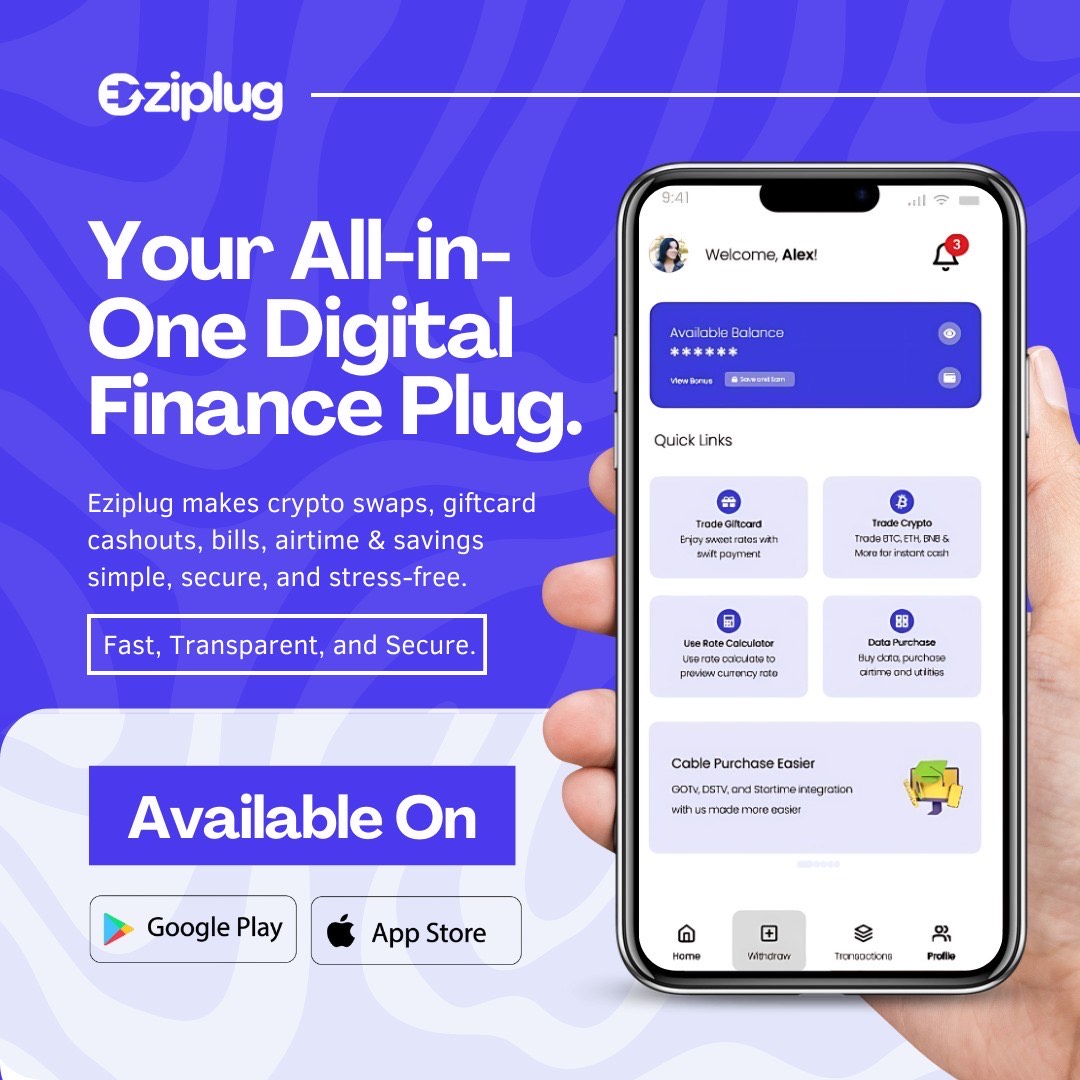 Eziplug
Your All-in-
One Digital
Finance Plug.
Eziplug makes crypto swaps, giftcard
cashouts, bills, airtime & savings
simple, secure, and stress-free.
Fast, Transparent, and Secure.
Available On
Google Play
App Store
9:41
Welcome, Alex!
3
Available Balance
******
View Bonus
Save and Earn
Quick Links
Trade Giftcard
Enjoy sweet rates with
swift payment
Trade Crypto
Trade BTC, ETH, BNB &
More for instant cash
Use Rate Calculator
Use rate calculate to
preview currency rate
Data Purchase
Buy data, purchase
airtime and utilities
Cable Purchase Easier
GOTv, DSTV, and Startime integration
with us made more easier
Home
Withdraw
Transactions
Profile